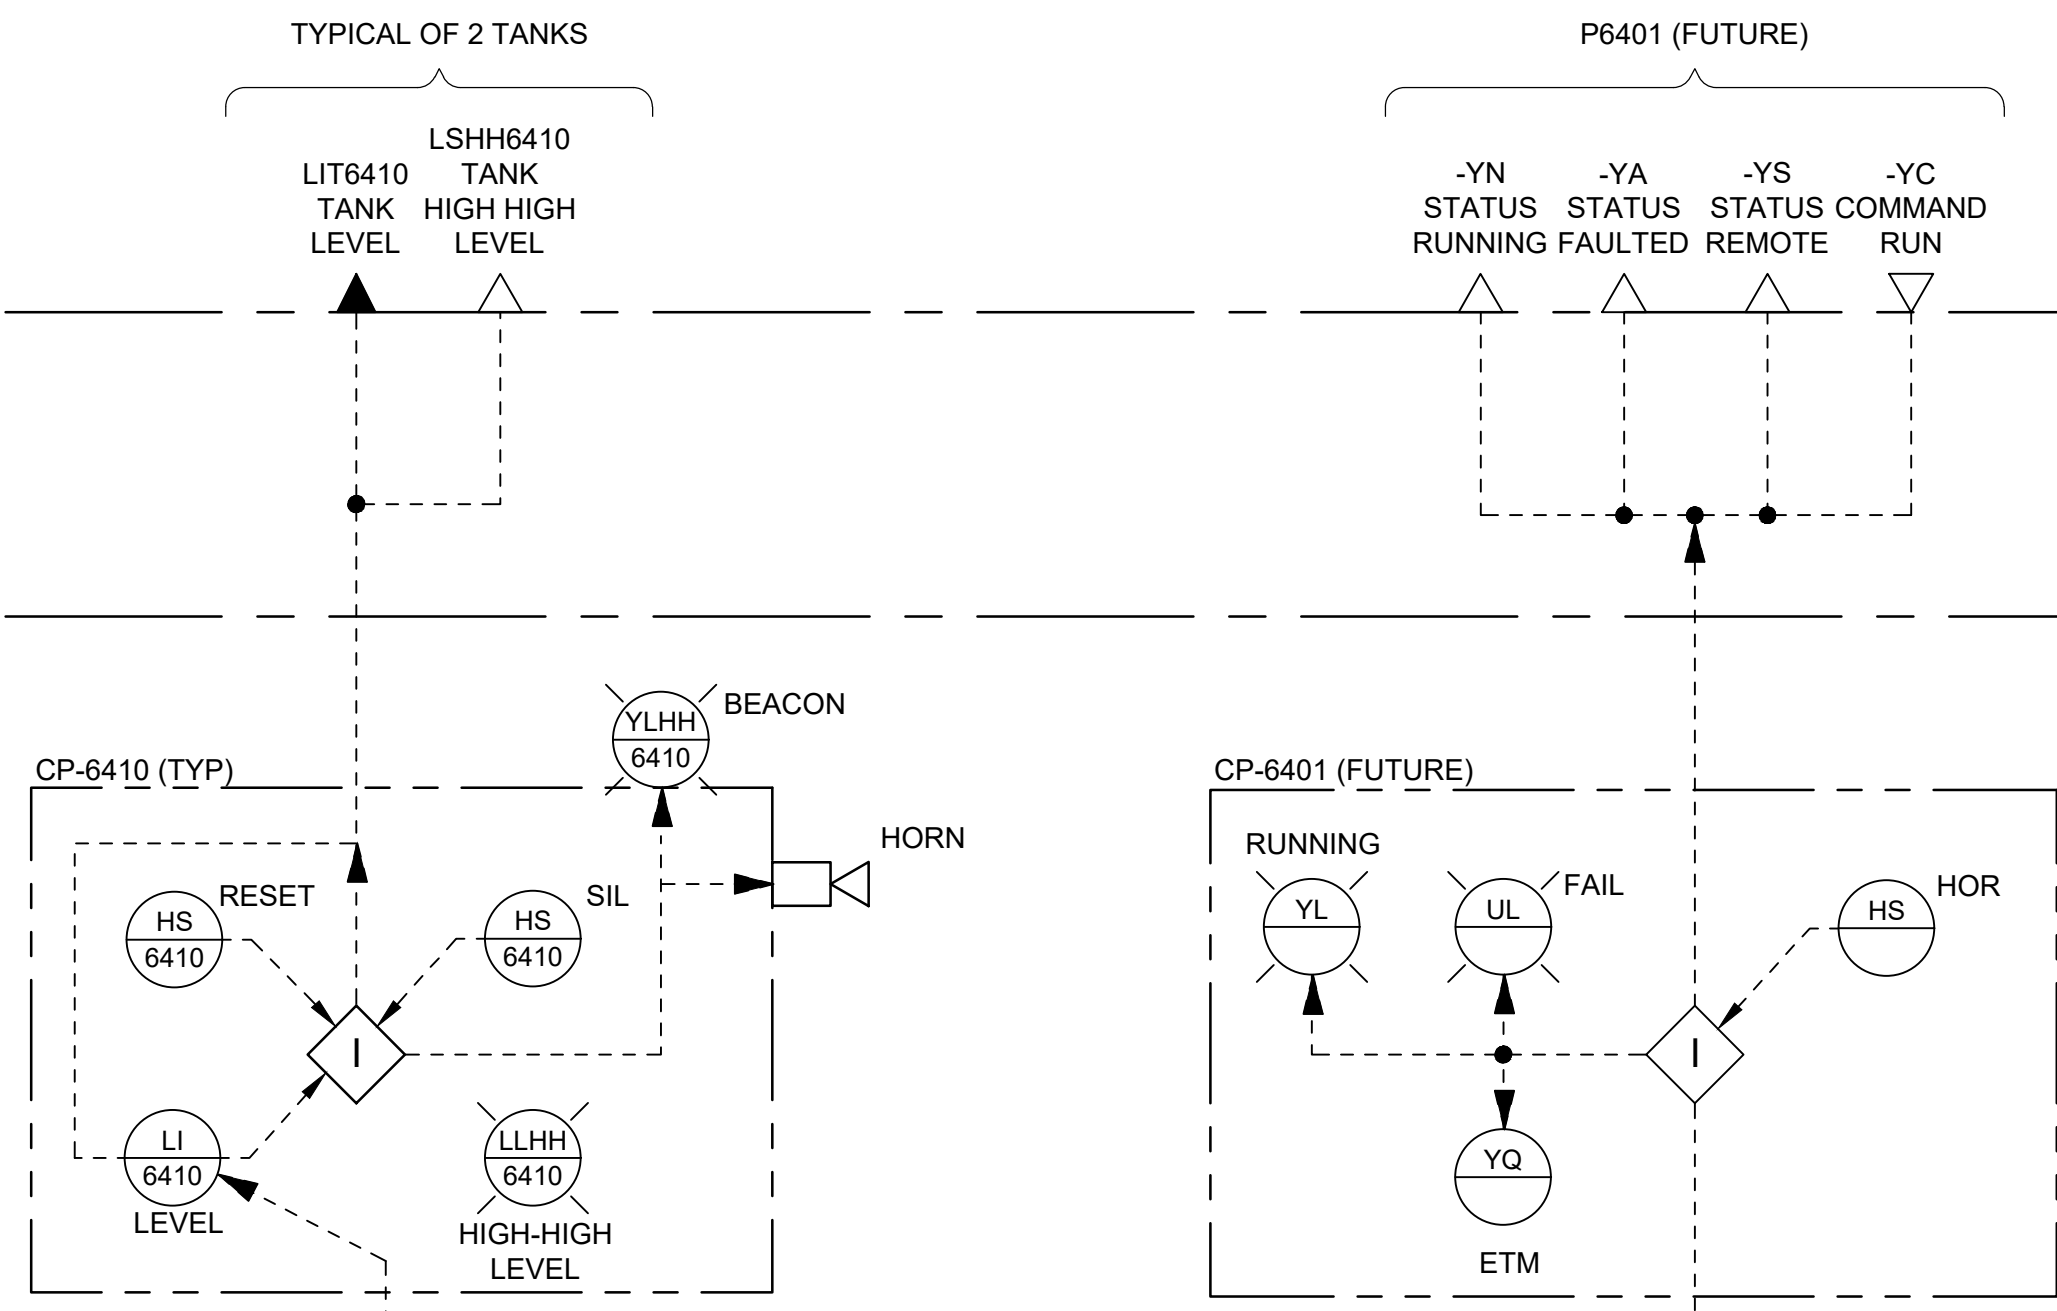 TYPICAL OF 2 TANKS
P6401 (FUTURE)
LIT6410
TANK
LEVEL
LSHH6410
TANK
HIGH HIGH
LEVEL
-YN
STATUS
RUNNING
-YA
STATUS
FAULTED
-YS
STATUS
REMOTE
-YC
COMMAND
RUN
CP-6410 (TYP)
YLHH
6410
BEACON
HORN
HS
6410
RESET
HS
6410
SIL
I
LI
6410
LEVEL
LLHH
6410
HIGH-HIGH
LEVEL
CP-6401 (FUTURE)
RUNNING
YL
UL
FAIL
HS
HOR
I
YQ
ETM